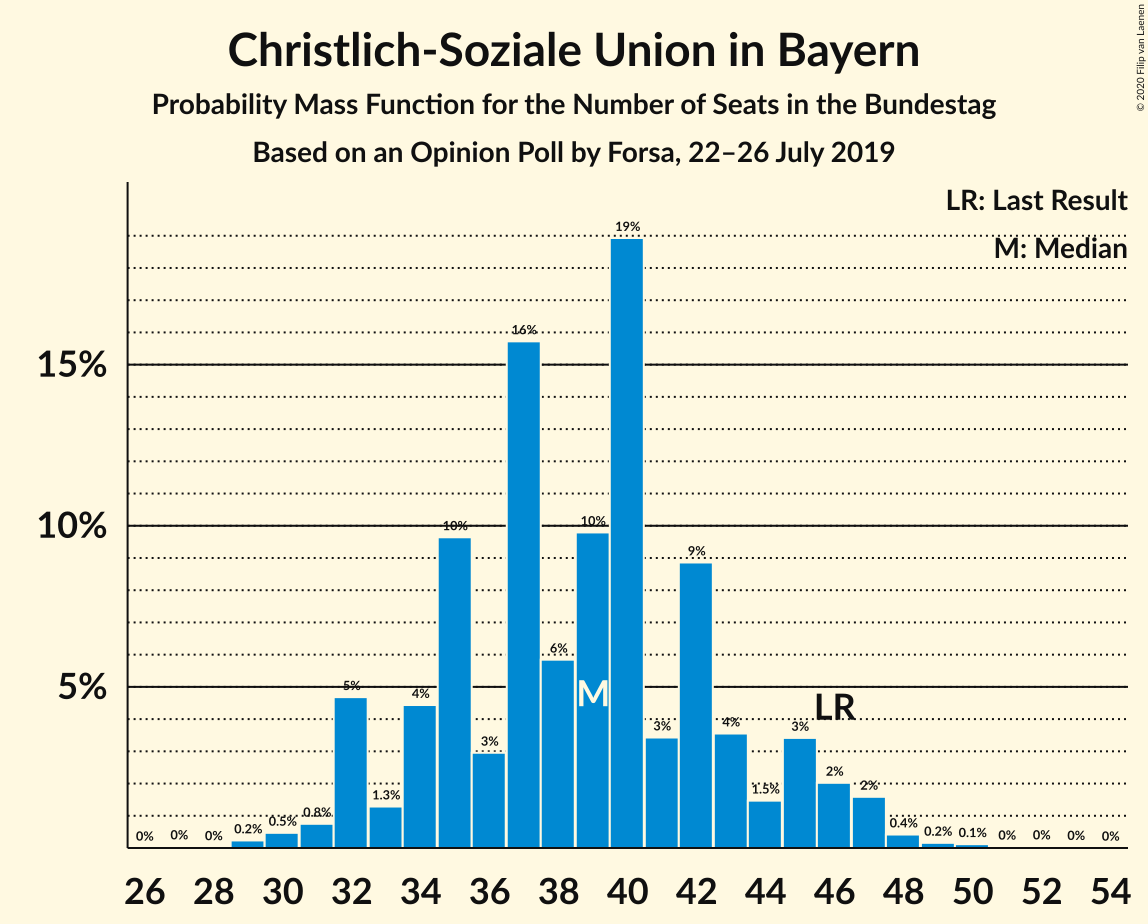 Christlich-Soziale Union in Bayern
Probability Mass Function for the Number of Seats in the Bundestag
Based on an Opinion Poll by Forsa, 22–26 July 2019
© 2020 Filip van Laenen
LR: Last Result
M: Median
15%
10%
5%
0% 0% 0% 0.2% 0.5% 0.8% 5% 1.3% 4% 10% 3% 16% 6% 10% 19% 3% 9% 4% 1.5% 3% 2% 2% 0.4% 0.2% 0.1% 0% 0% 0% 0%
M
LR
26 28 30 32 34 36 38 40 42 44 46 48 50 52 54